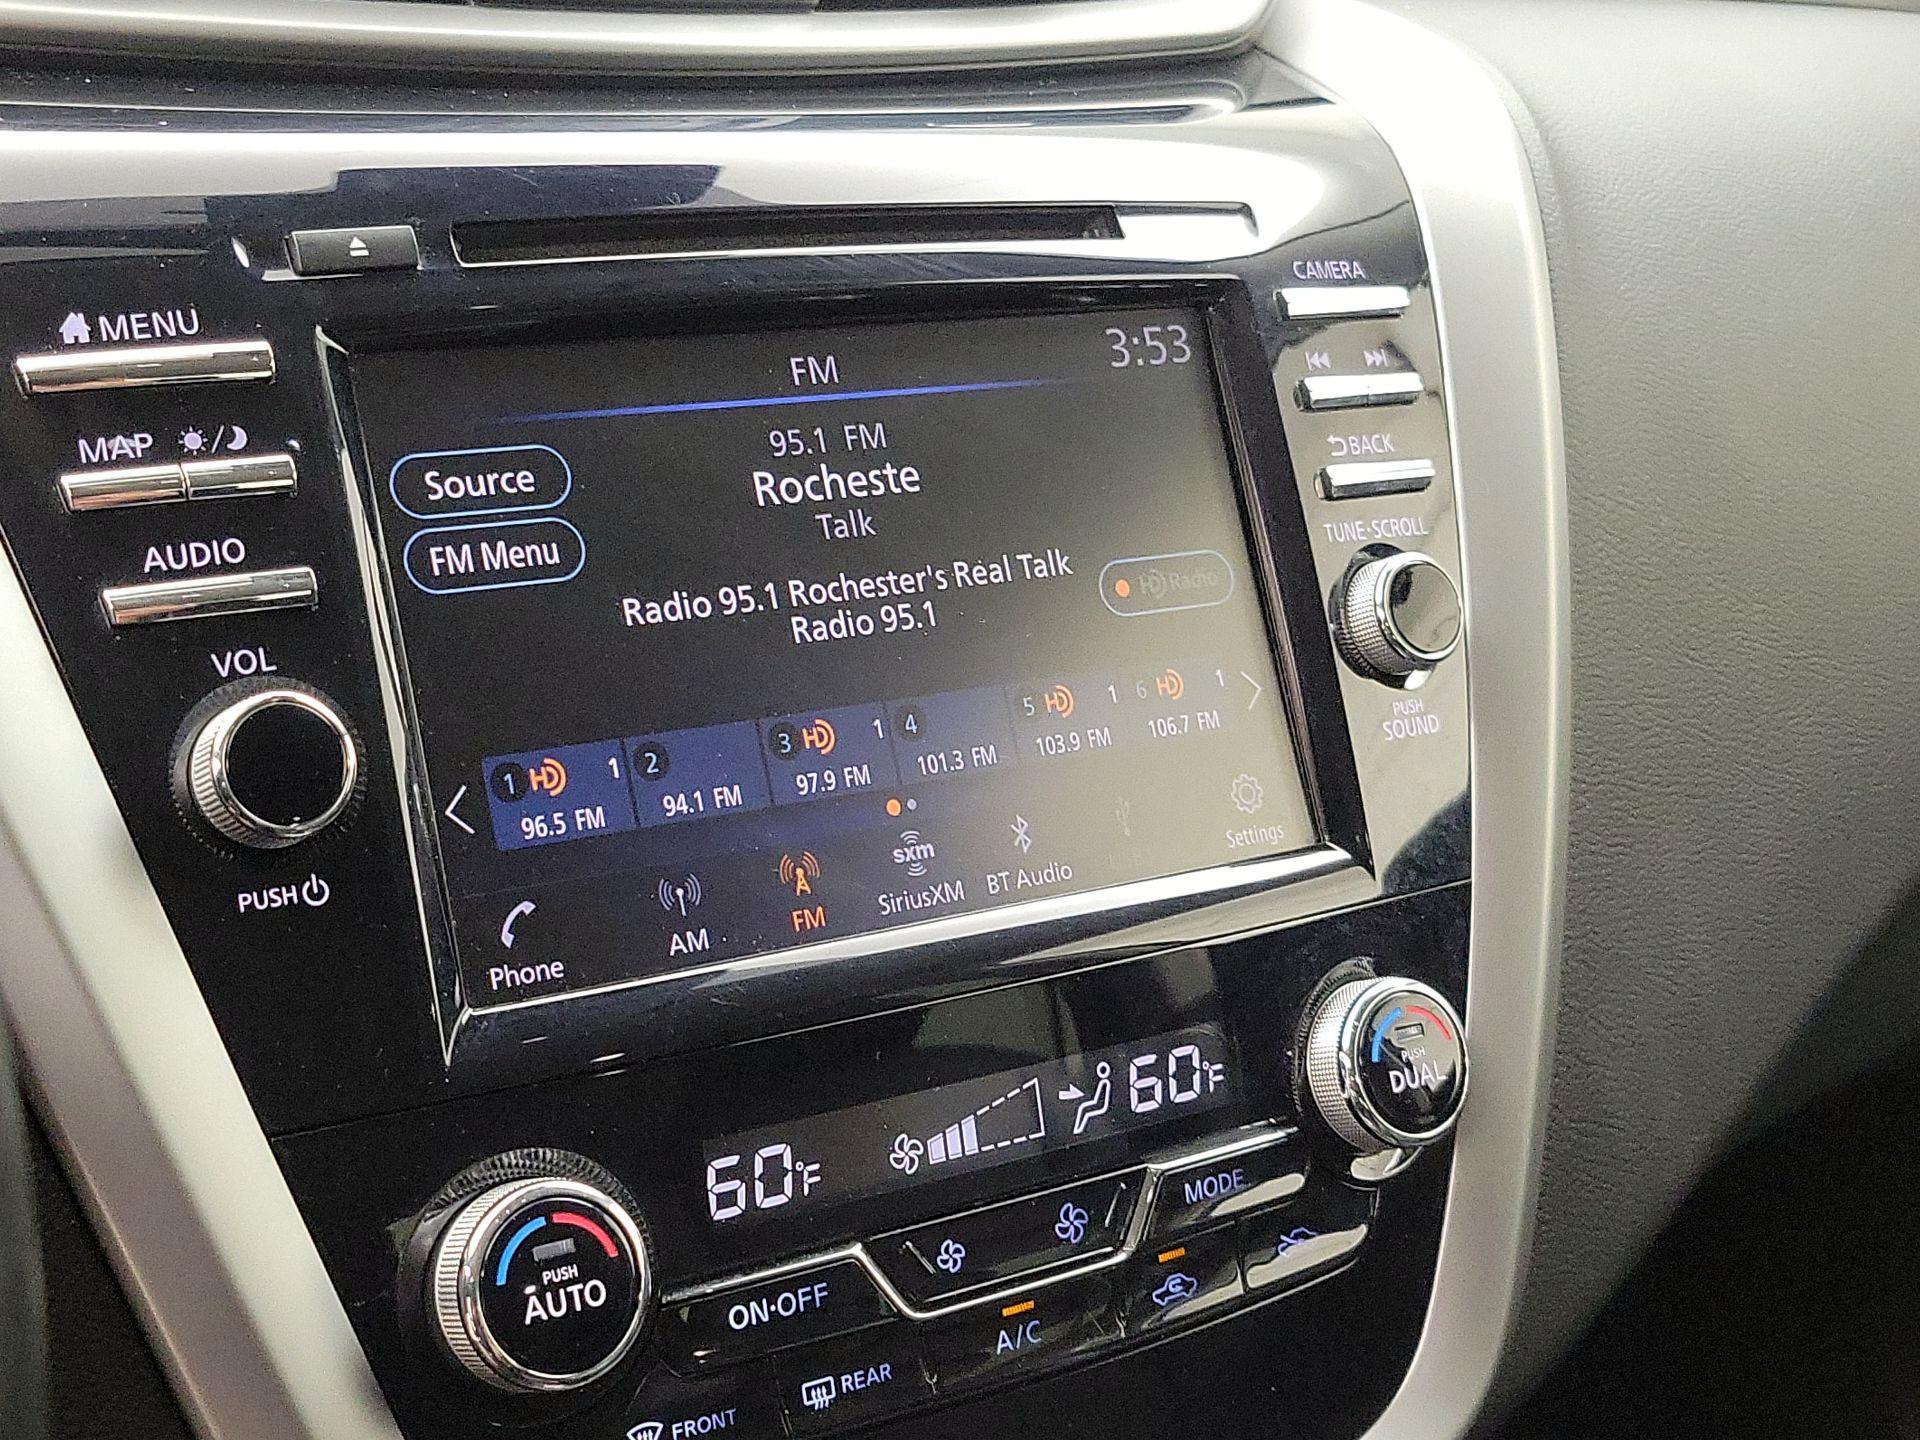 CAMERA
MENU
FM
3:53
MAP
95.1 FM
BACK
Source
Rocheste
Talk
TUNE·SCROLL
AUDIO
FM Menu
Radio 95.1 Rochester's Real Talk
HD Radio
Radio 95.1
VOL
PUSH
SOUND
1 HD 1
96.5 FM
2
94.1 FM
3 HD 1
97.9 FM
4
101.3 FM
5 HD 1
103.9 FM
6 HD 1
106.7 FM
PUSH
Phone
AM
FM
sxm
SiriusXM
BT Audio
Settings
60°F
60°F
PUSH
DUAL
MODE
PUSH
AUTO
ON·OFF
A/C
REAR
FRONT